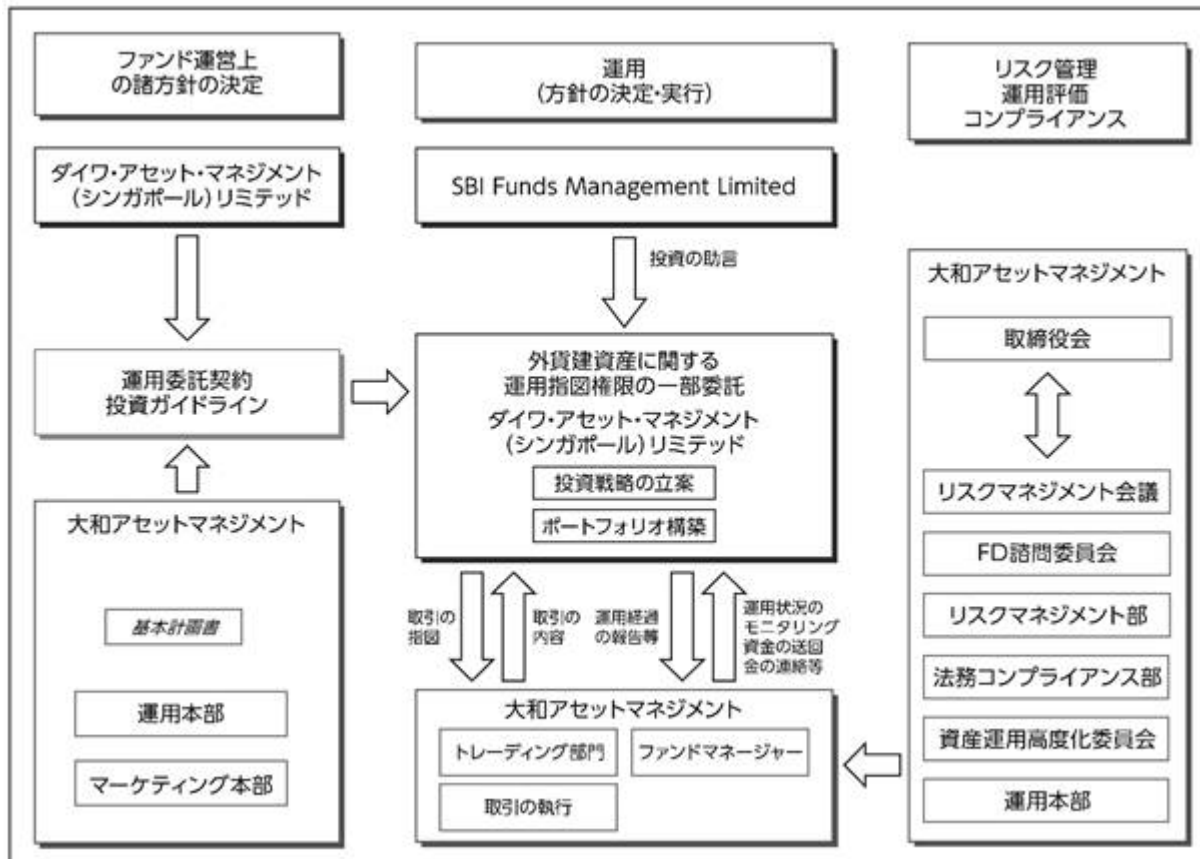 ファンド運営上
の諸方針の決定
運用
(方針の決定・実行)
リスク管理
運用評価
コンプライアンス
ダイワ・アセット・マネジメント
(シンガポール)リミテッド
SBI Funds Management Limited
投資の助言
運用委託契約
投資ガイドライン
外貨建資産に関する
運用指図権限の一部委託
ダイワ・アセット・マネジメント
(シンガポール)リミテッド
投資戦略の立案
ポートフォリオ構築
大和アセットマネジメント
基本計画書
運用本部
マーケティング本部
取引の
指図
取引の
内容
運用経過
の報告等
運用状況の
モニタリング
資金の送回
金の連絡等
大和アセットマネジメント
トレーディング部門
ファンドマネージャー
取引の執行
大和アセットマネジメント
取締役会
リスクマネジメント会議
FD諮問委員会
リスクマネジメント部
法務コンプライアンス部
資産運用高度化委員会
運用本部